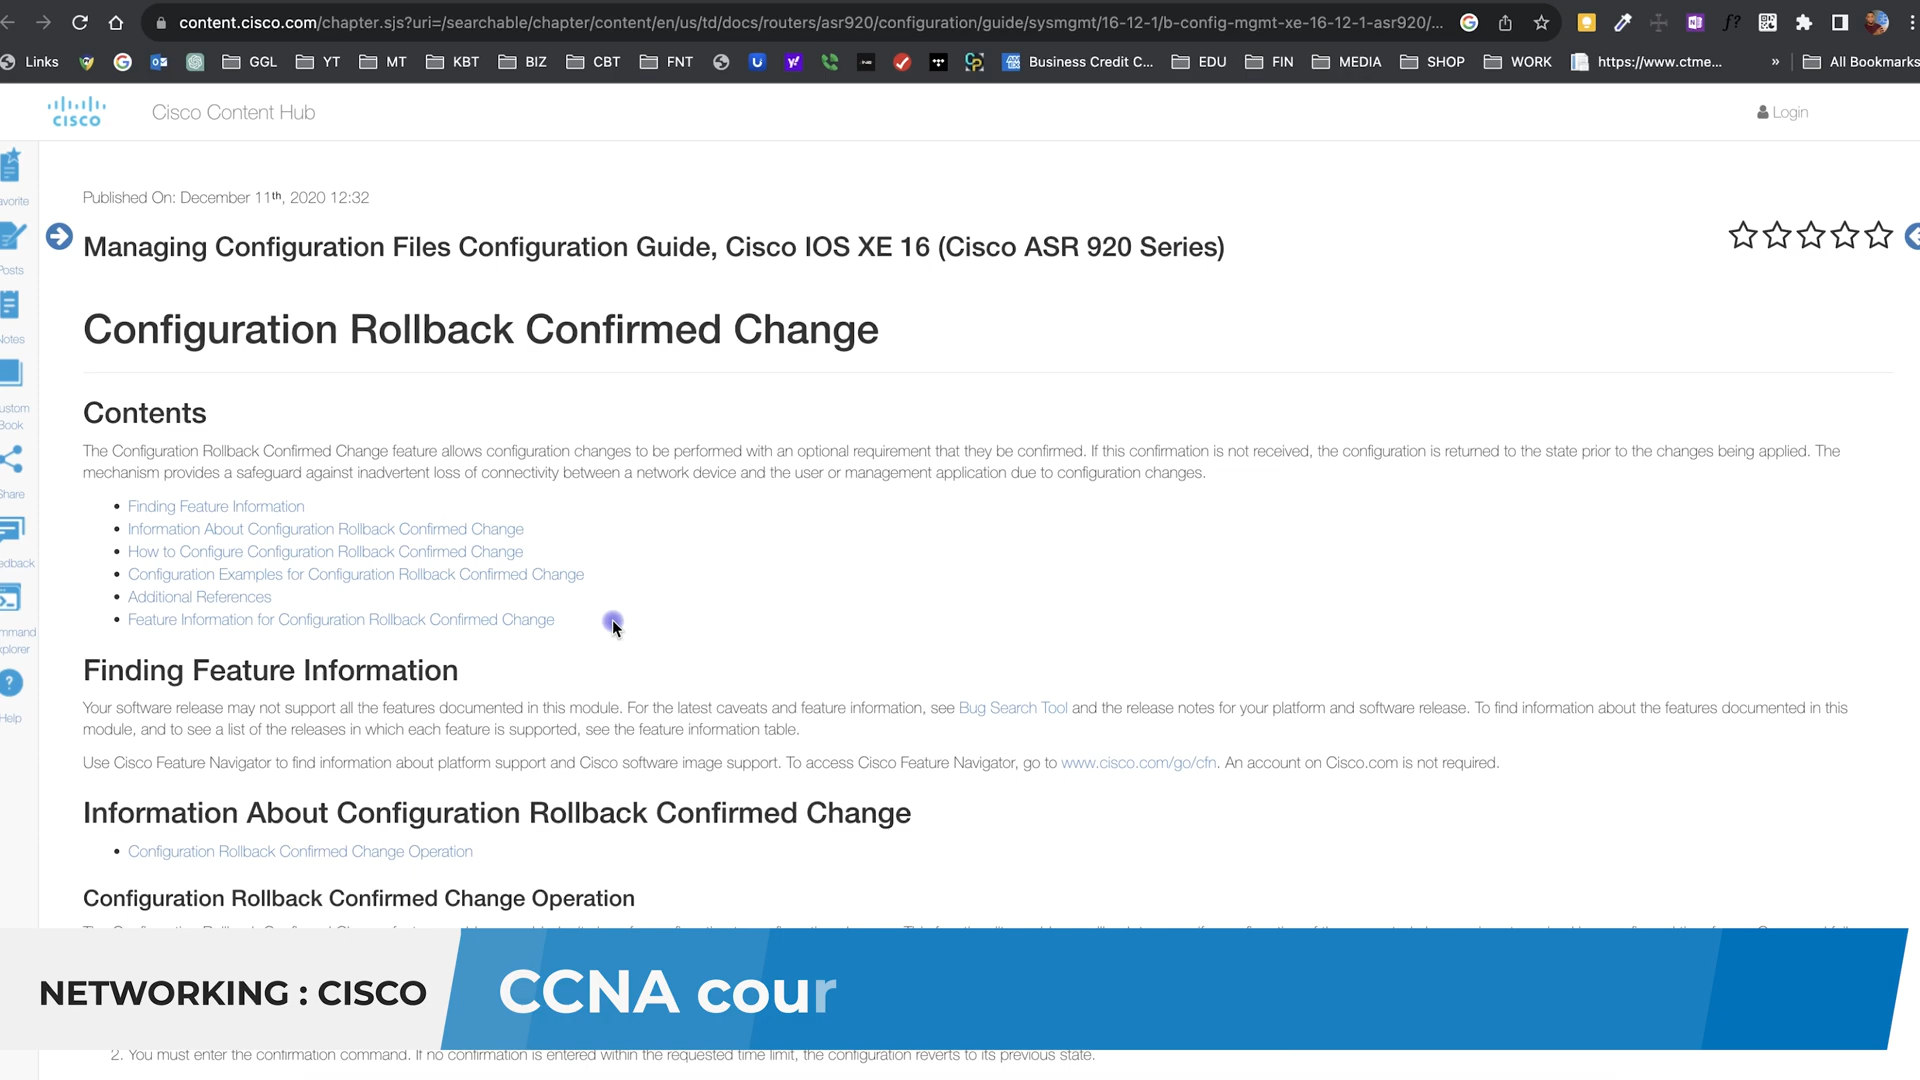 content.cisco.com/chapter.sjs?uri=/searchable/chapter/content/en/us/td/docs/routers/asr920/configuration/guide/sysmgmt/16-12-1/b-config-mgmt-xe-16-12-1-asr920/...
Links GGL YT MT KBT BIZ CBT FNT Business Credit C... EDU FIN MEDIA SHOP WORK https://www.ctme... » All Bookmarks
CISCO Cisco Content Hub Login
Published On: December 11th, 2020 12:32
Managing Configuration Files Configuration Guide, Cisco IOS XE 16 (Cisco ASR 920 Series)
Configuration Rollback Confirmed Change
Contents
The Configuration Rollback Confirmed Change feature allows configuration changes to be performed with an optional requirement that they be confirmed. If this confirmation is not received, the configuration is returned to the state prior to the changes being applied. The
mechanism provides a safeguard against inadvertent loss of connectivity between a network device and the user or management application due to configuration changes.
• Finding Feature Information
• Information About Configuration Rollback Confirmed Change
• How to Configure Configuration Rollback Confirmed Change
• Configuration Examples for Configuration Rollback Confirmed Change
• Additional References
• Feature Information for Configuration Rollback Confirmed Change
Finding Feature Information
Your software release may not support all the features documented in this module. For the latest caveats and feature information, see Bug Search Tool and the release notes for your platform and software release. To find information about the features documented in this
module, and to see a list of the releases in which each feature is supported, see the feature information table.
Use Cisco Feature Navigator to find information about platform support and Cisco software image support. To access Cisco Feature Navigator, go to www.cisco.com/go/cfn. An account on Cisco.com is not required.
Information About Configuration Rollback Confirmed Change
• Configuration Rollback Confirmed Change Operation
Configuration Rollback Confirmed Change Operation
NETWORKING : CISCO
CCNA cour
2. You must enter the confirmation command. If no confirmation is entered within the requested time limit, the configuration reverts to its previous state.
avorite
Posts
Notes
ustom
Book
Share
edback
mmand
xplorer
Help